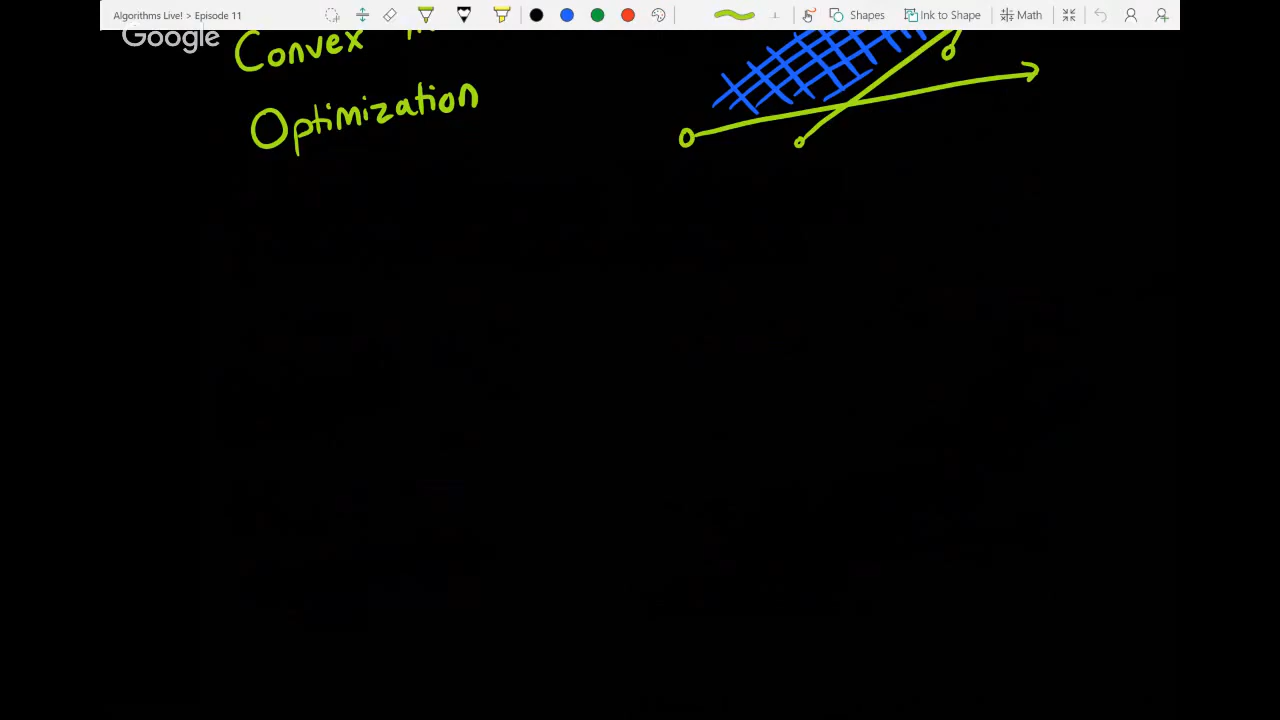 Algorithms Live! > Episode 11
Shapes
Ink to Shape
Math
Google
Convex
Optimization